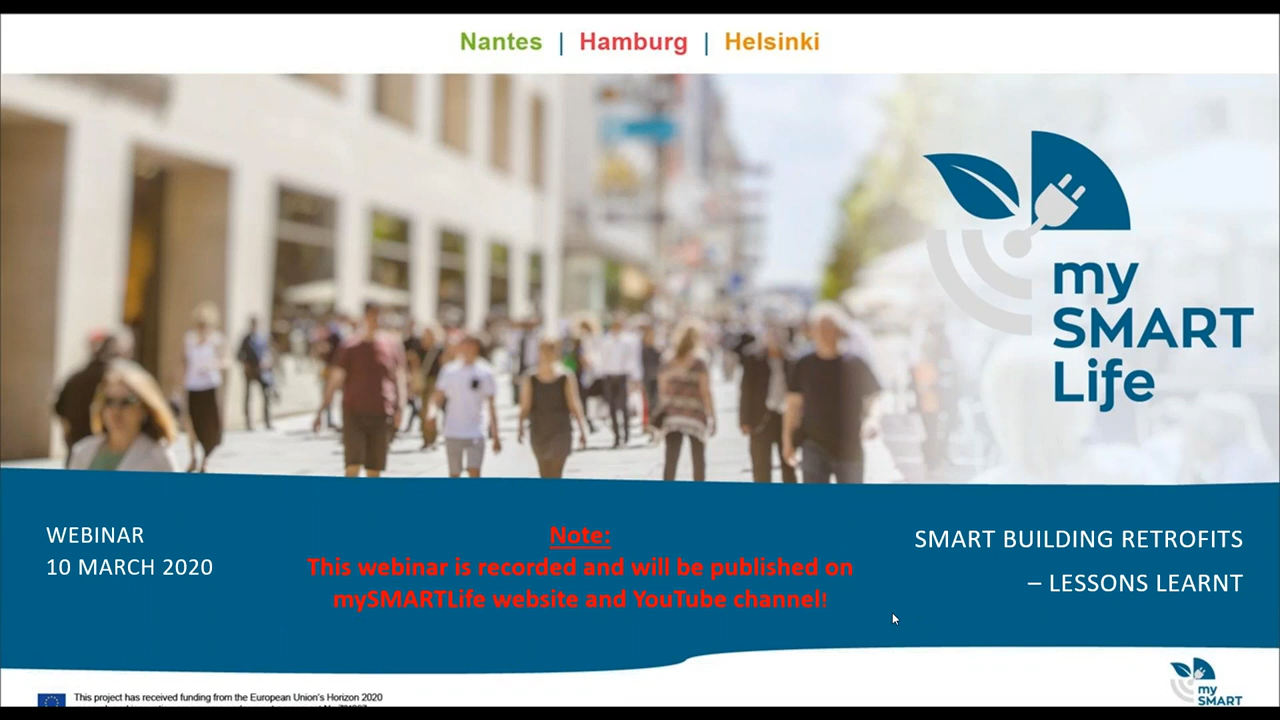 Nantes | Hamburg | Helsinki
my
SMART
Life
WEBINAR
10 MARCH 2020
Note:
This webinar is recorded and will be published on
mySMARTLife website and YouTube channel!
SMART BUILDING RETROFITS
– LESSONS LEARNT
This project has received funding from the European Union's Horizon 2020
my
SMART